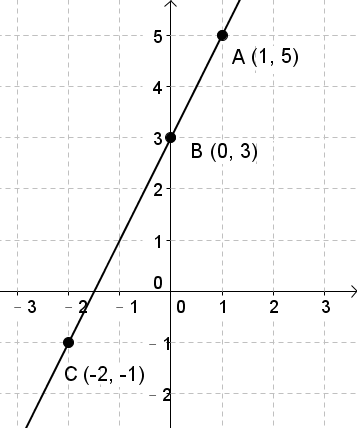 5
A (1, 5)
4
3
B (0, 3)
2
1
0
− 3 − 2 − 1 0 1 2 3
− 1
C (-2, -1)
− 2